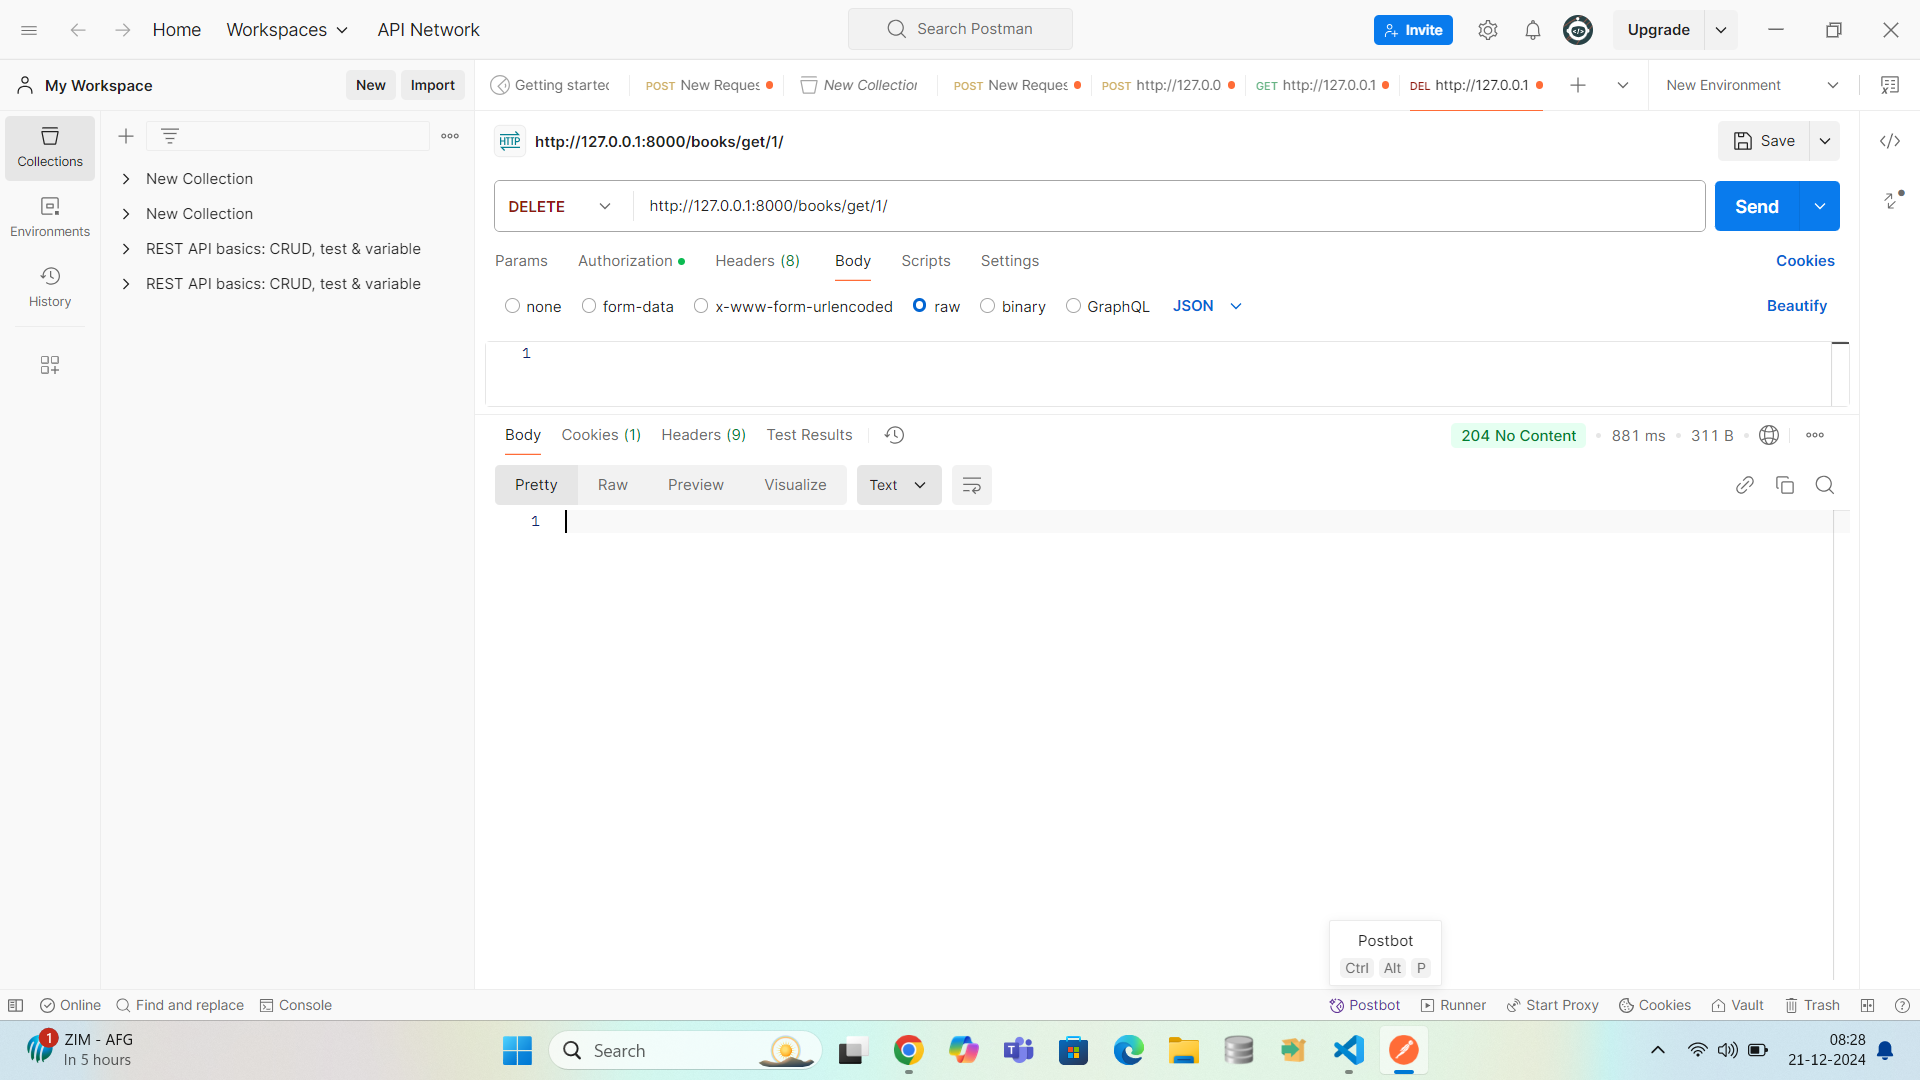 Home Workspaces API Network Search Postman Invite Upgrade
My Workspace New Import Getting started POST New Reques New Collection POST New Reques POST http://127.0.0 GET http://127.0.0.1 DEL http://127.0.0.1 New Environment
Collections
Environments
History
New Collection
New Collection
REST API basics: CRUD, test & variable
REST API basics: CRUD, test & variable
HTTP http://127.0.0.1:8000/books/get/1/ Save
DELETE http://127.0.0.1:8000/books/get/1/ Send
Params Authorization Headers (8) Body Scripts Settings Cookies
none form-data x-www-form-urlencoded raw binary GraphQL JSON Beautify
1
Body Cookies (1) Headers (9) Test Results 204 No Content 881 ms 311 B
Pretty Raw Preview Visualize Text
1
Postbot
Ctrl Alt P
Online Find and replace Console Postbot Runner Start Proxy Cookies Vault Trash
1 ZIM - AFG
In 5 hours
Search
08:28
21-12-2024